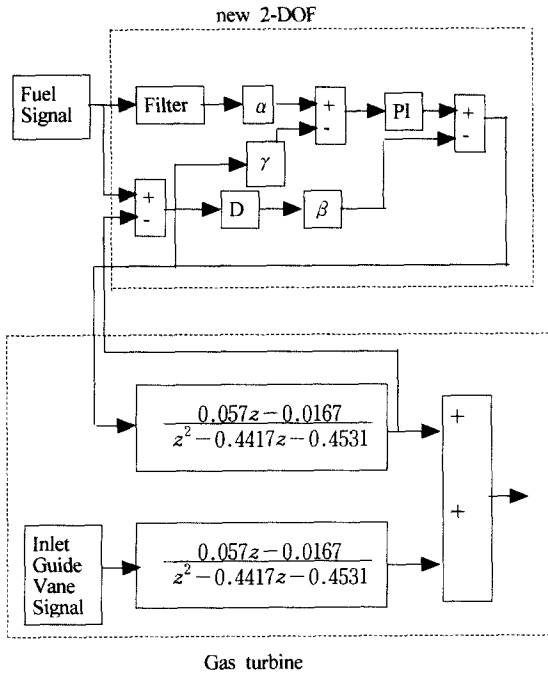 new 2-DOF
Fuel
Signal
Filter
α
+
-
PI
+
-
γ
+
-
D
β
0.057z-0.0167
z²-0.4417z-0.4531
+
+
Inlet
Guide
Vane
Signal
0.057z-0.0167
z²-0.4417z-0.4531
Gas turbine